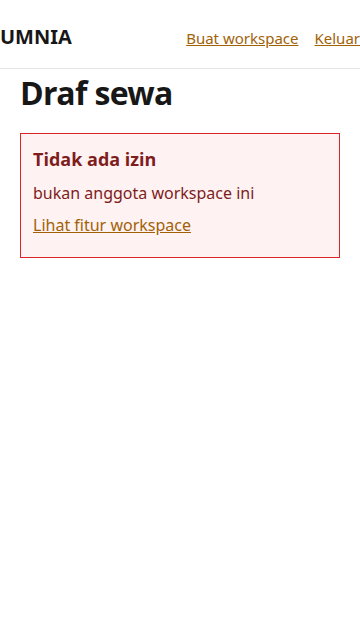 UMNIA
Buat workspace
Keluar
Draf sewa
Tidak ada izin
bukan anggota workspace ini
Lihat fitur workspace